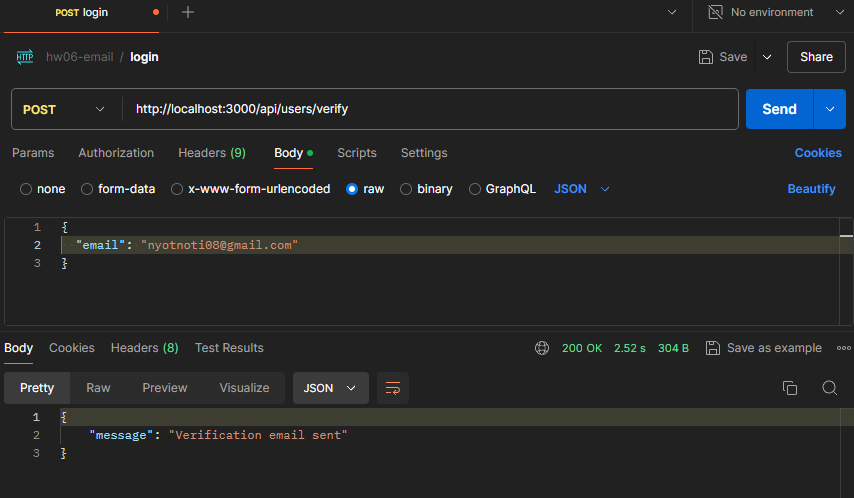 POST login
No environment
HTTP hw06-email / login Save Share
POST http://localhost:3000/api/users/verify Send
Params Authorization Headers (9) Body Scripts Settings Cookies
none form-data x-www-form-urlencoded raw binary GraphQL JSON Beautify
1 {
2 "email": "nyotnoti08@gmail.com"
3 }
Body Cookies Headers (8) Test Results 200 OK 2.52 s 304 B Save as example
Pretty Raw Preview Visualize JSON
1 {
2 "message": "Verification email sent"
3 }